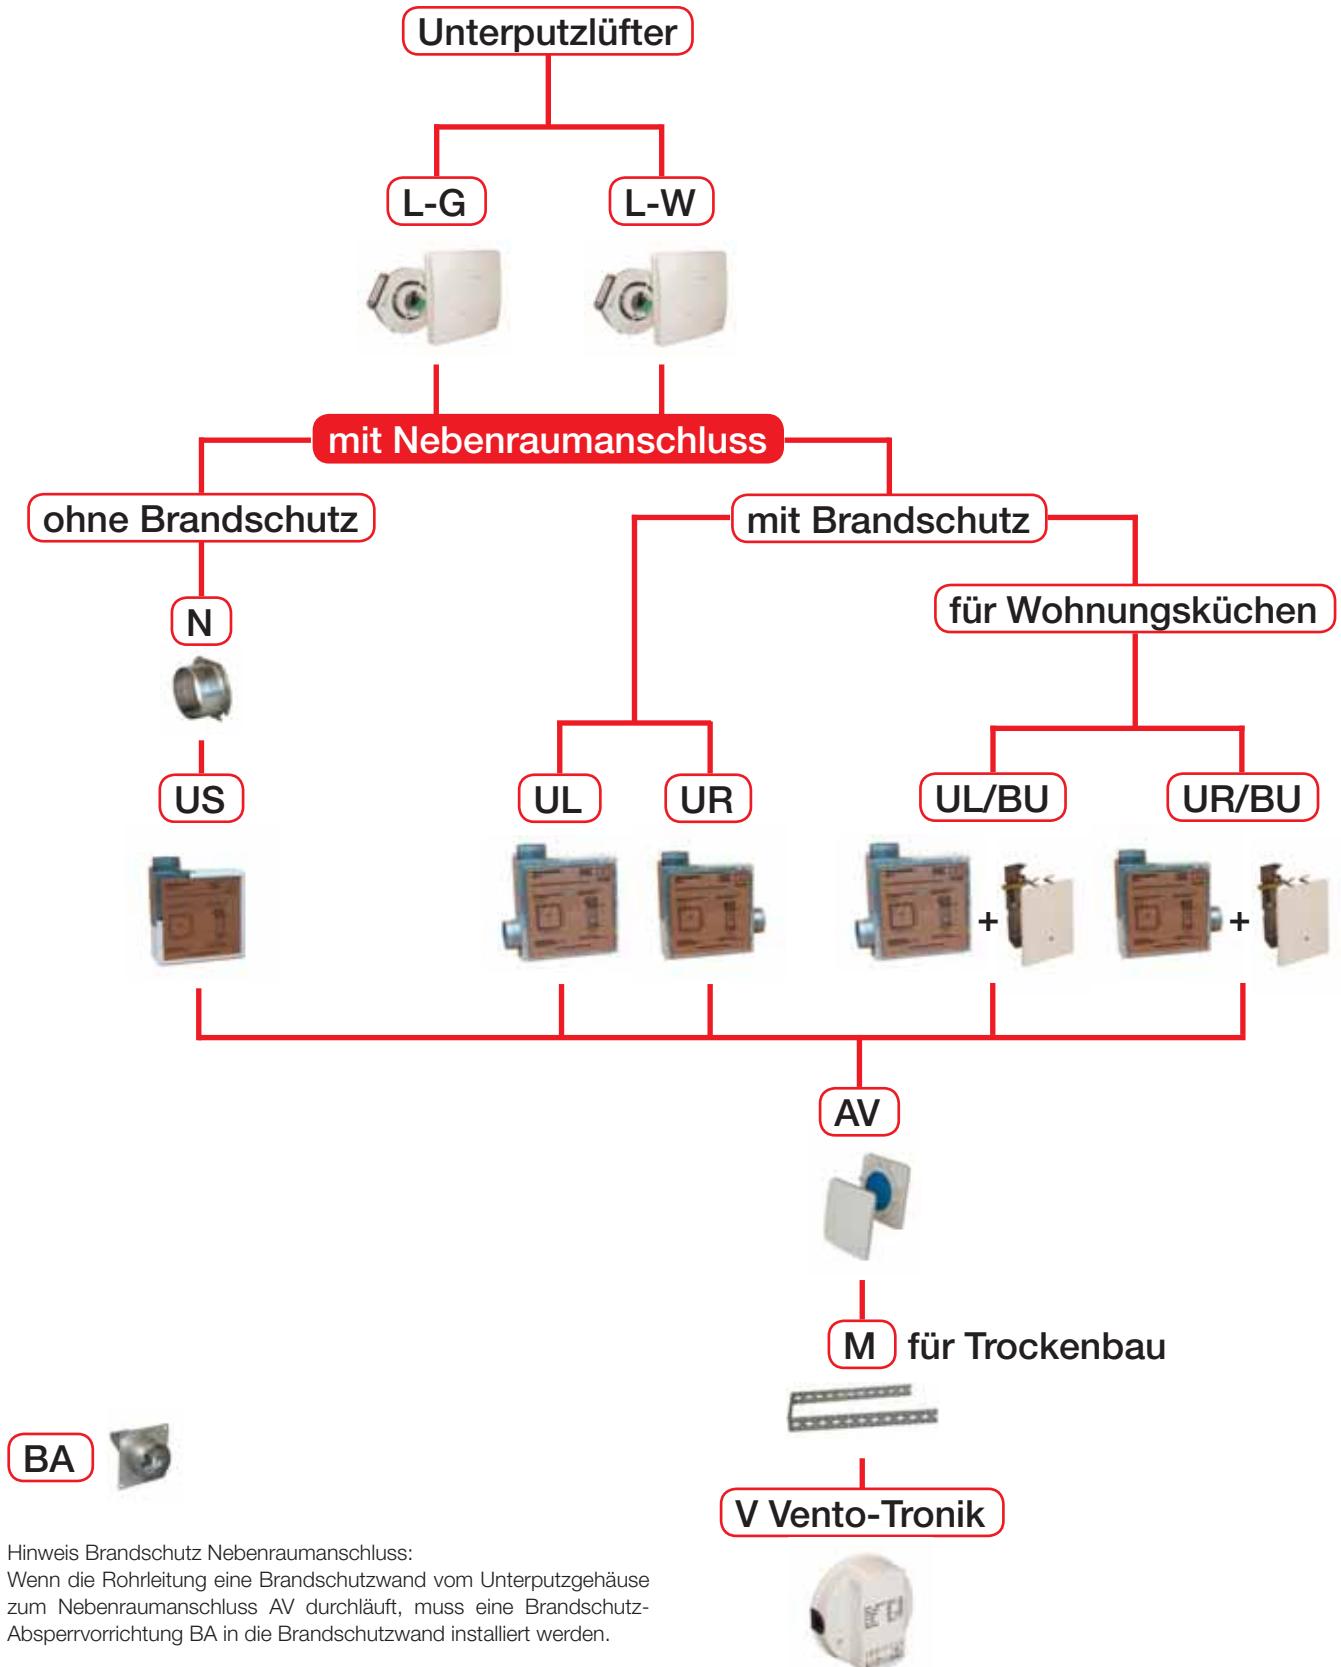 Unterputzlüfter
L-G
L-W
mit Nebenraumanschluss
ohne Brandschutz
mit Brandschutz
für Wohnungsküchen
N
US
UL
UR
UL/BU
UR/BU
+
+
AV
M für Trockenbau
BA
V Vento-Tronik
Hinweis Brandschutz Nebenraumanschluss:
Wenn die Rohrleitung eine Brandschutzwand vom Unterputzgehäuse
zum Nebenraumanschluss AV durchläuft, muss eine Brandschutz-
Absperrvorrichtung BA in die Brandschutzwand installiert werden.